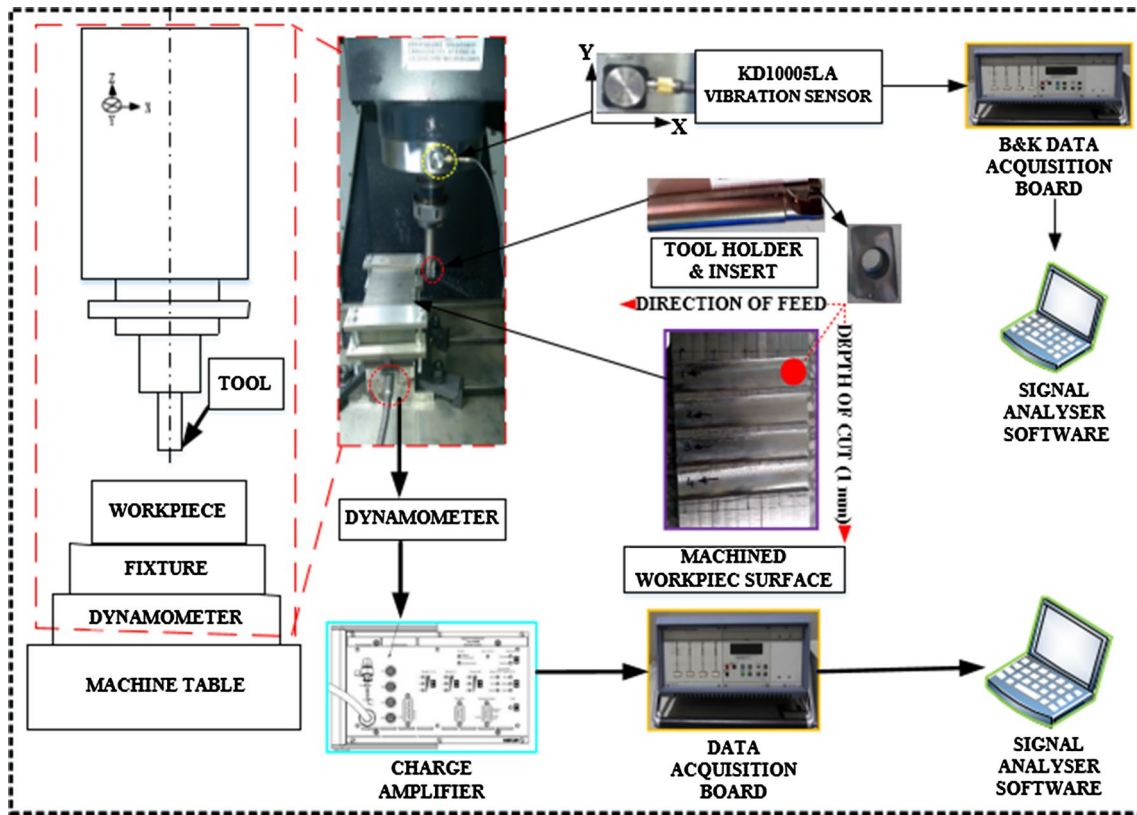 Z
X
Y
TOOL
WORKPIECE
FIXTURE
DYNAMOMETER
MACHINE TABLE
Y
X
KD10005LA
VIBRATION SENSOR
B&K DATA
ACQUISITION
BOARD
TOOL HOLDER
& INSERT
DIRECTION OF FEED
DEPTH OF CUT (1 mm)
SIGNAL
ANALYSER
SOFTWARE
DYNAMOMETER
MACHINED
WORKPIEC SURFACE
CHARGE
AMPLIFIER
DATA
ACQUISITION
BOARD
SIGNAL
ANALYSER
SOFTWARE